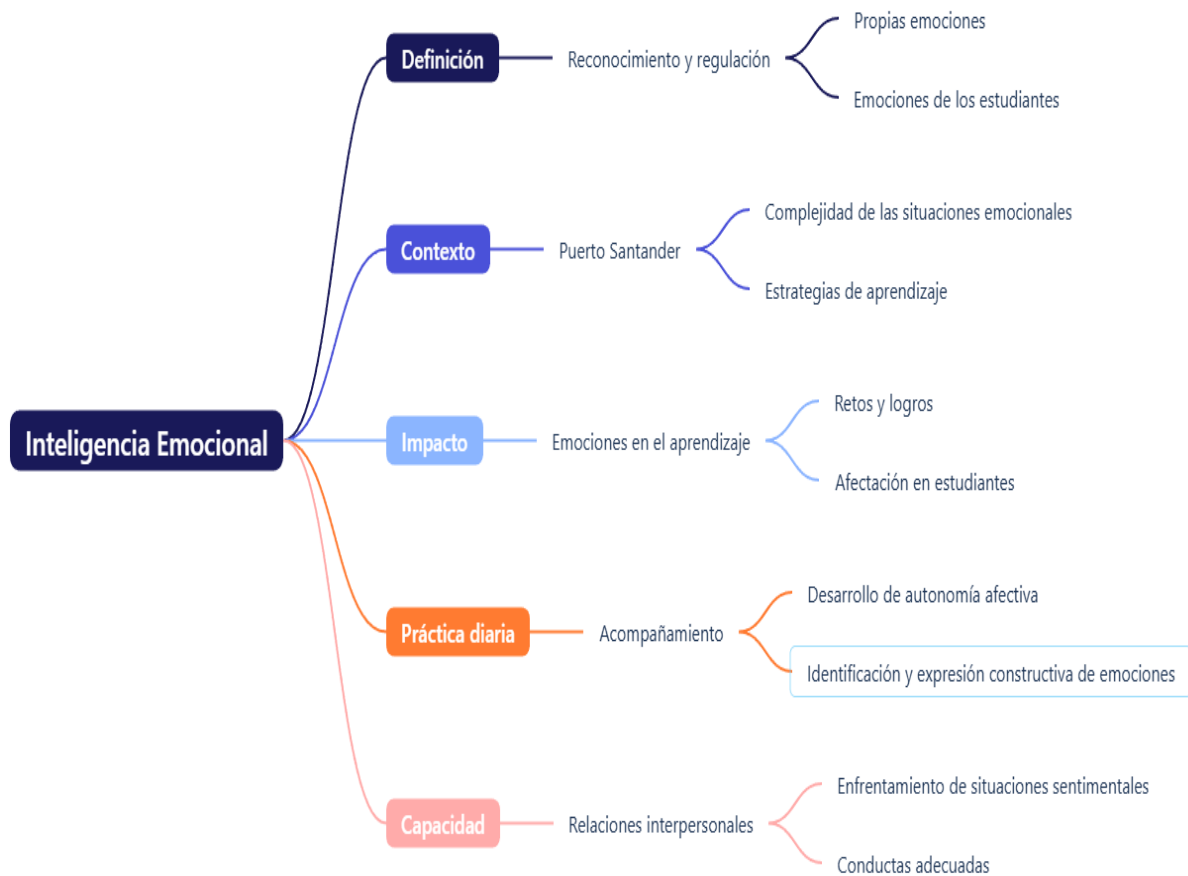 Inteligencia Emocional
Definición
Reconocimiento y regulación
Propias emociones
Emociones de los estudiantes
Contexto
Puerto Santander
Complejidad de las situaciones emocionales
Estrategias de aprendizaje
Impacto
Emociones en el aprendizaje
Retos y logros
Afectación en estudiantes
Práctica diaria
Acompañamiento
Desarrollo de autonomía afectiva
Identificación y expresión constructiva de emociones
Capacidad
Relaciones interpersonales
Enfrentamiento de situaciones sentimentales
Conductas adecuadas